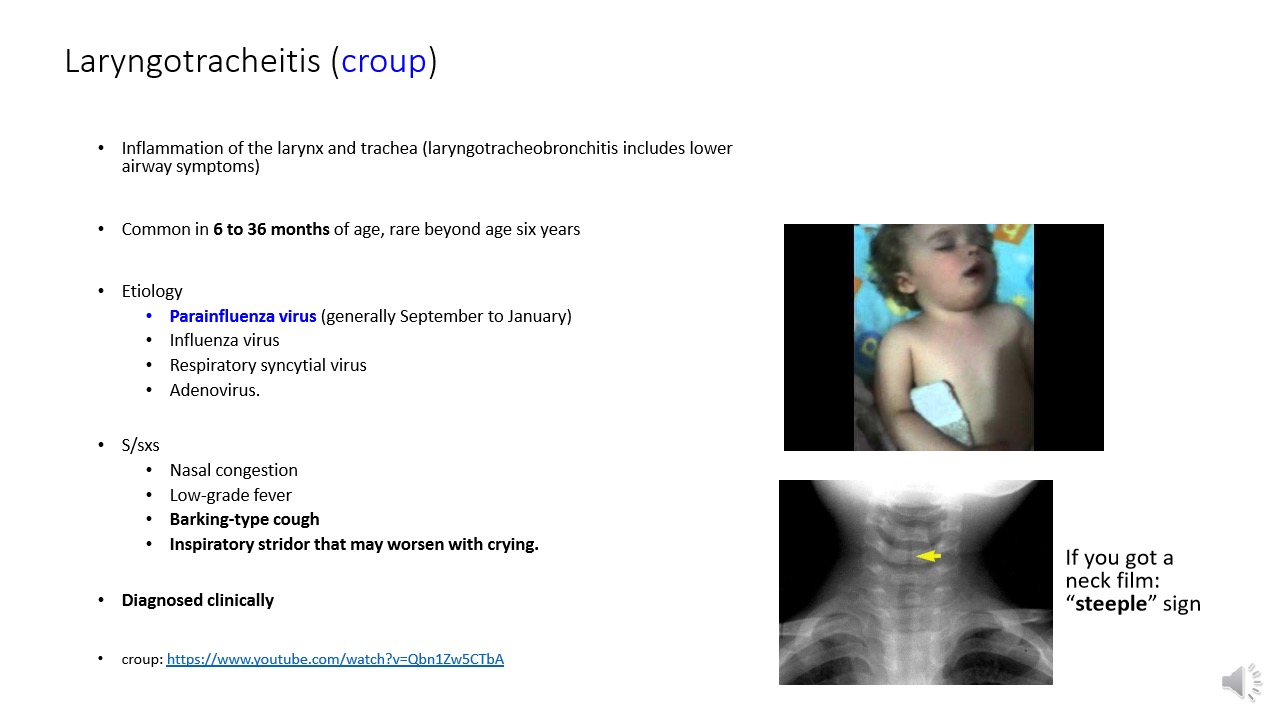 Laryngotracheitis (croup)
• Inflammation of the larynx and trachea (laryngotracheobronchitis includes lower
airway symptoms)
• Common in 6 to 36 months of age, rare beyond age six years
• Etiology
• Parainfluenza virus (generally September to January)
• Influenza virus
• Respiratory syncytial virus
• Adenovirus.
• S/sxs
• Nasal congestion
• Low-grade fever
• Barking-type cough
• Inspiratory stridor that may worsen with crying.
• Diagnosed clinically
• croup: https://www.youtube.com/watch?v=Qbn1Zw5CTbA
If you got a
neck film:
“steeple” sign